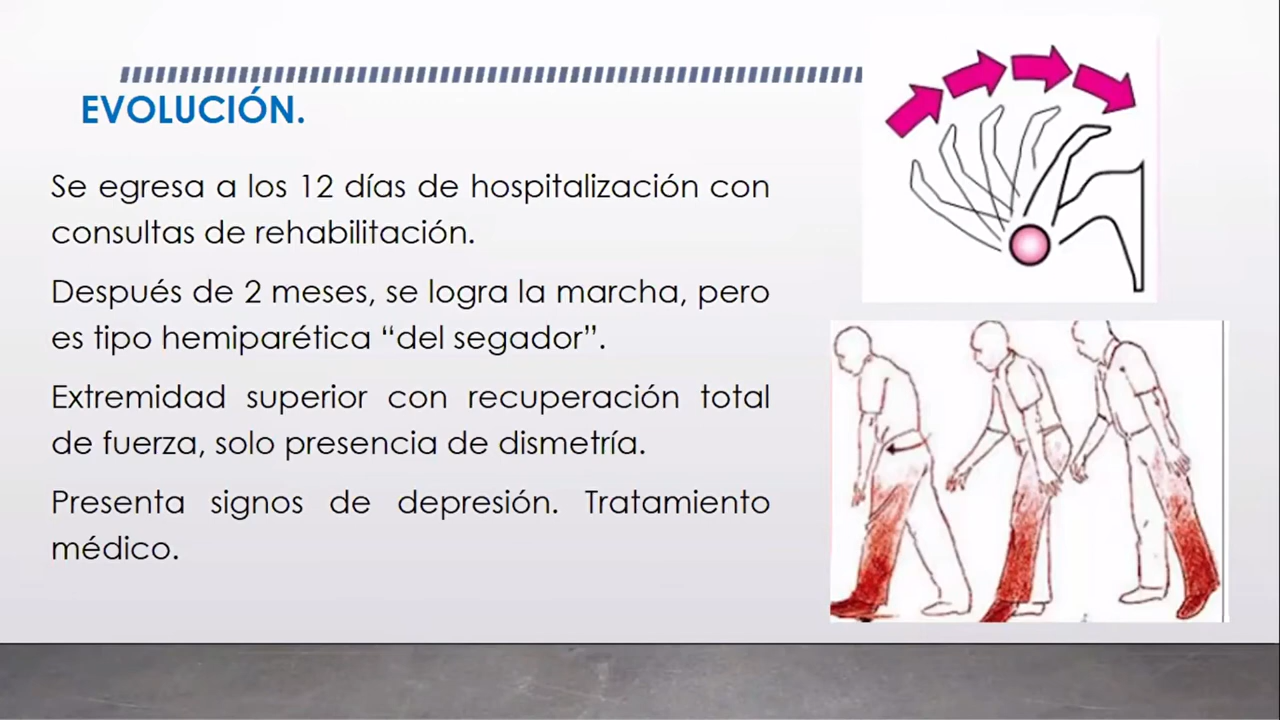 EVOLUCIÓN.
Se egresa a los 12 días de hospitalización con
consultas de rehabilitación.
Después de 2 meses, se logra la marcha, pero
es tipo hemiparética “del segador”.
Extremidad superior con recuperación total
de fuerza, solo presencia de dismetría.
Presenta signos de depresión. Tratamiento
médico.